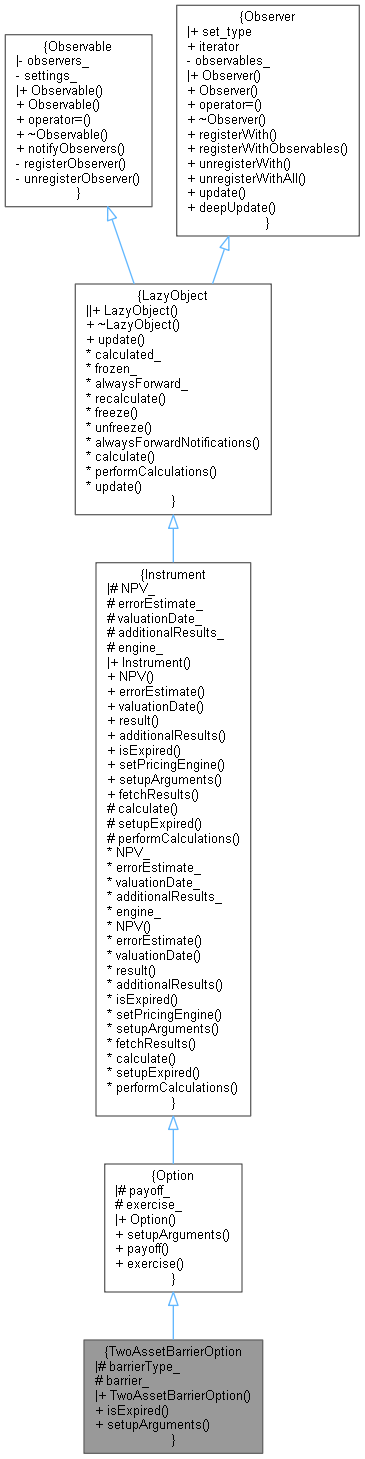 {Observable
|- observers_
- settings_
|+ Observable()
+ Observable()
+ operator=()
+ ~Observable()
+ notifyObservers()
- registerObserver()
- unregisterObserver()
}
{Observer
|+ set_type
+ iterator
- observables_
|+ Observer()
+ Observer()
+ operator=()
+ ~Observer()
+ registerWith()
+ registerWithObservables()
+ unregisterWith()
+ unregisterWithAll()
+ update()
+ deepUpdate()
}
{LazyObject
||+ LazyObject()
+ ~LazyObject()
+ update()
* calculated_
* frozen_
* alwaysForward_
* recalculate()
* freeze()
* unfreeze()
* alwaysForwardNotifications()
* calculate()
* performCalculations()
* update()
}
{Instrument
|# NPV_
# errorEstimate_
# valuationDate_
# additionalResults_
# engine_
|+ Instrument()
+ NPV()
+ errorEstimate()
+ valuationDate()
+ result()
+ additionalResults()
+ isExpired()
+ setPricingEngine()
+ setupArguments()
+ fetchResults()
# calculate()
# setupExpired()
# performCalculations()
* NPV_
* errorEstimate_
* valuationDate_
* additionalResults_
* engine_
* NPV()
* errorEstimate()
* valuationDate()
* result()
* additionalResults()
* isExpired()
* setPricingEngine()
* setupArguments()
* fetchResults()
* calculate()
* setupExpired()
* performCalculations()
}
{Option
|# payoff_
# exercise_
|+ Option()
+ setupArguments()
+ payoff()
+ exercise()
}
{TwoAssetBarrierOption
|# barrierType_
# barrier_
|+ TwoAssetBarrierOption()
+ isExpired()
+ setupArguments()
}